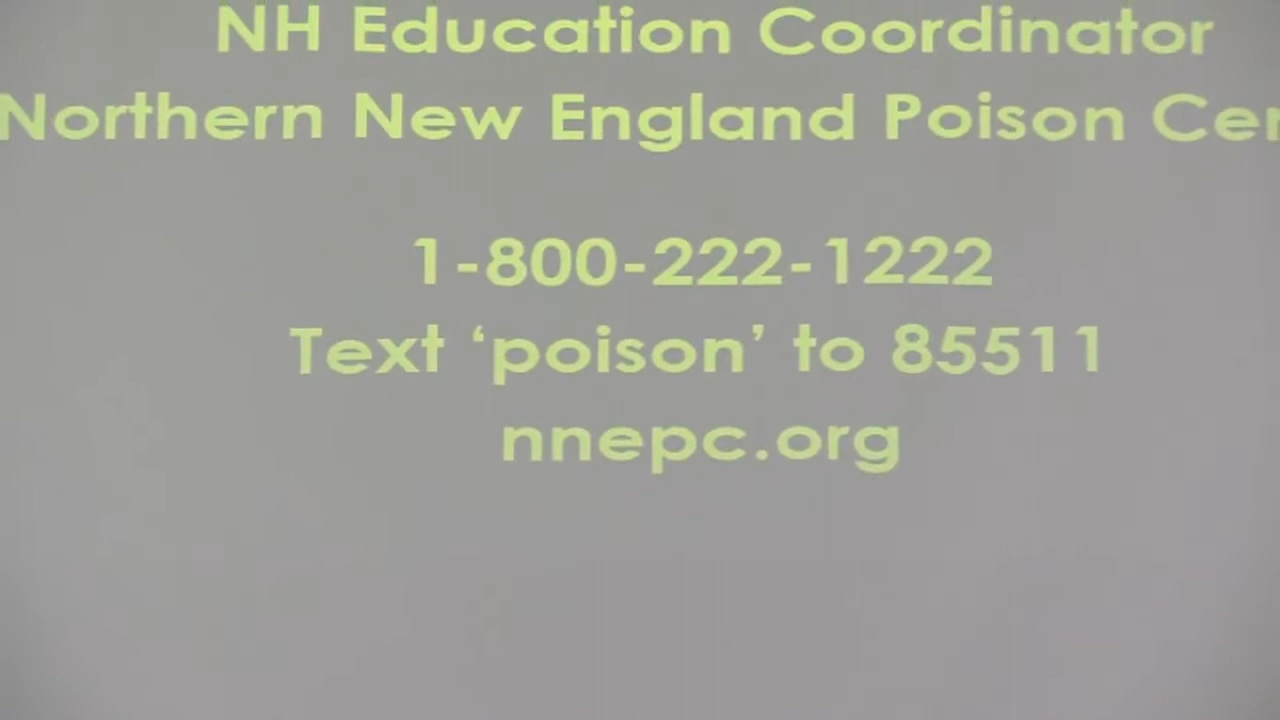 NH Education Coordinator
Northern New England Poison
1-800-222-1222
Text ‘poison’ to 85511
nnepc.org